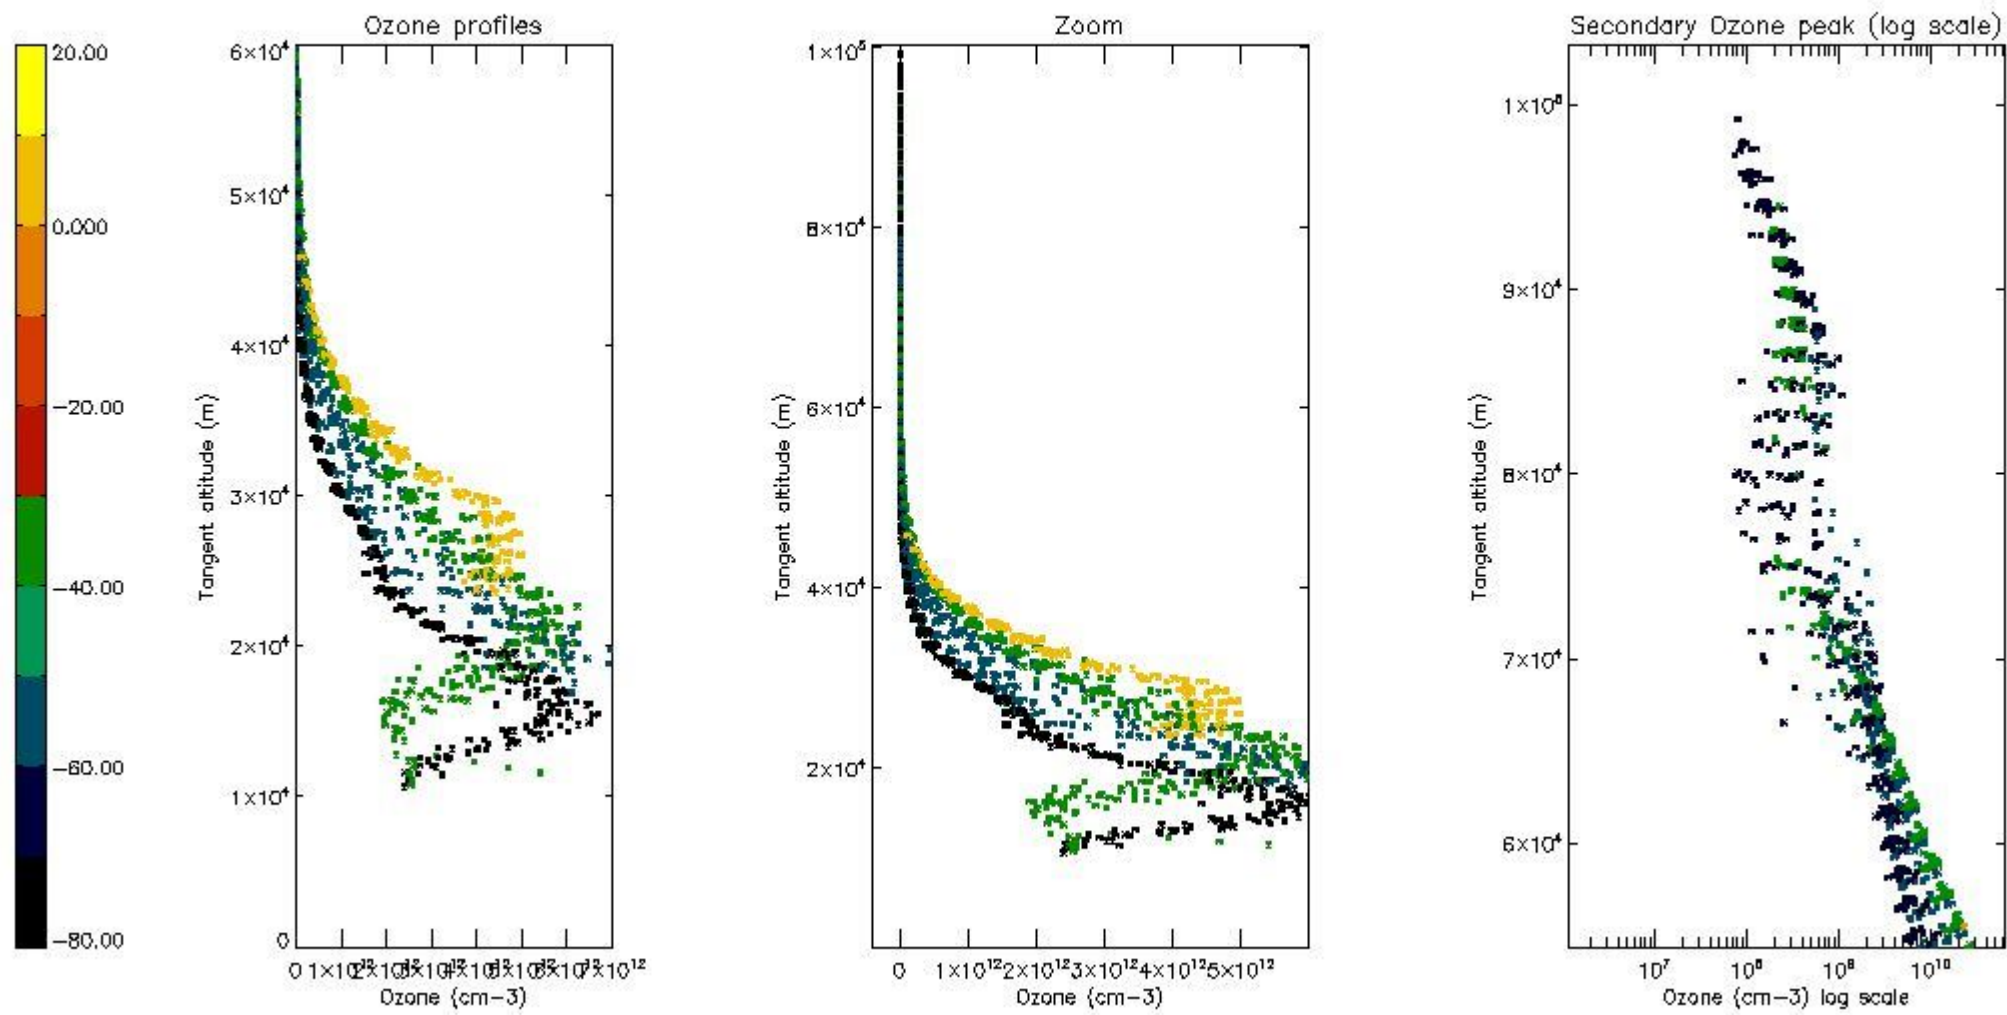 Ozone profiles
Zoom
Secondary Ozone peak (log scale)
20.00
0.000
−20.00
−40.00
−60.00
−80.00
6×10⁴
5×10⁴
4×10⁴
3×10⁴
2×10⁴
1×10⁴
0
Tangent altitude (m)
0
Ozone (cm−3)
1×10⁵
8×10⁴
6×10⁴
4×10⁴
2×10⁴
Tangent altitude (m)
0 1×10¹² 2×10¹² 3×10¹² 4×10¹² 5×10¹²
Ozone (cm−3)
9×10⁴
8×10⁴
7×10⁴
6×10⁴
Tangent altitude (m)
10⁷ 10⁸ 10⁹ 10¹⁰
Ozone (cm−3) log scale